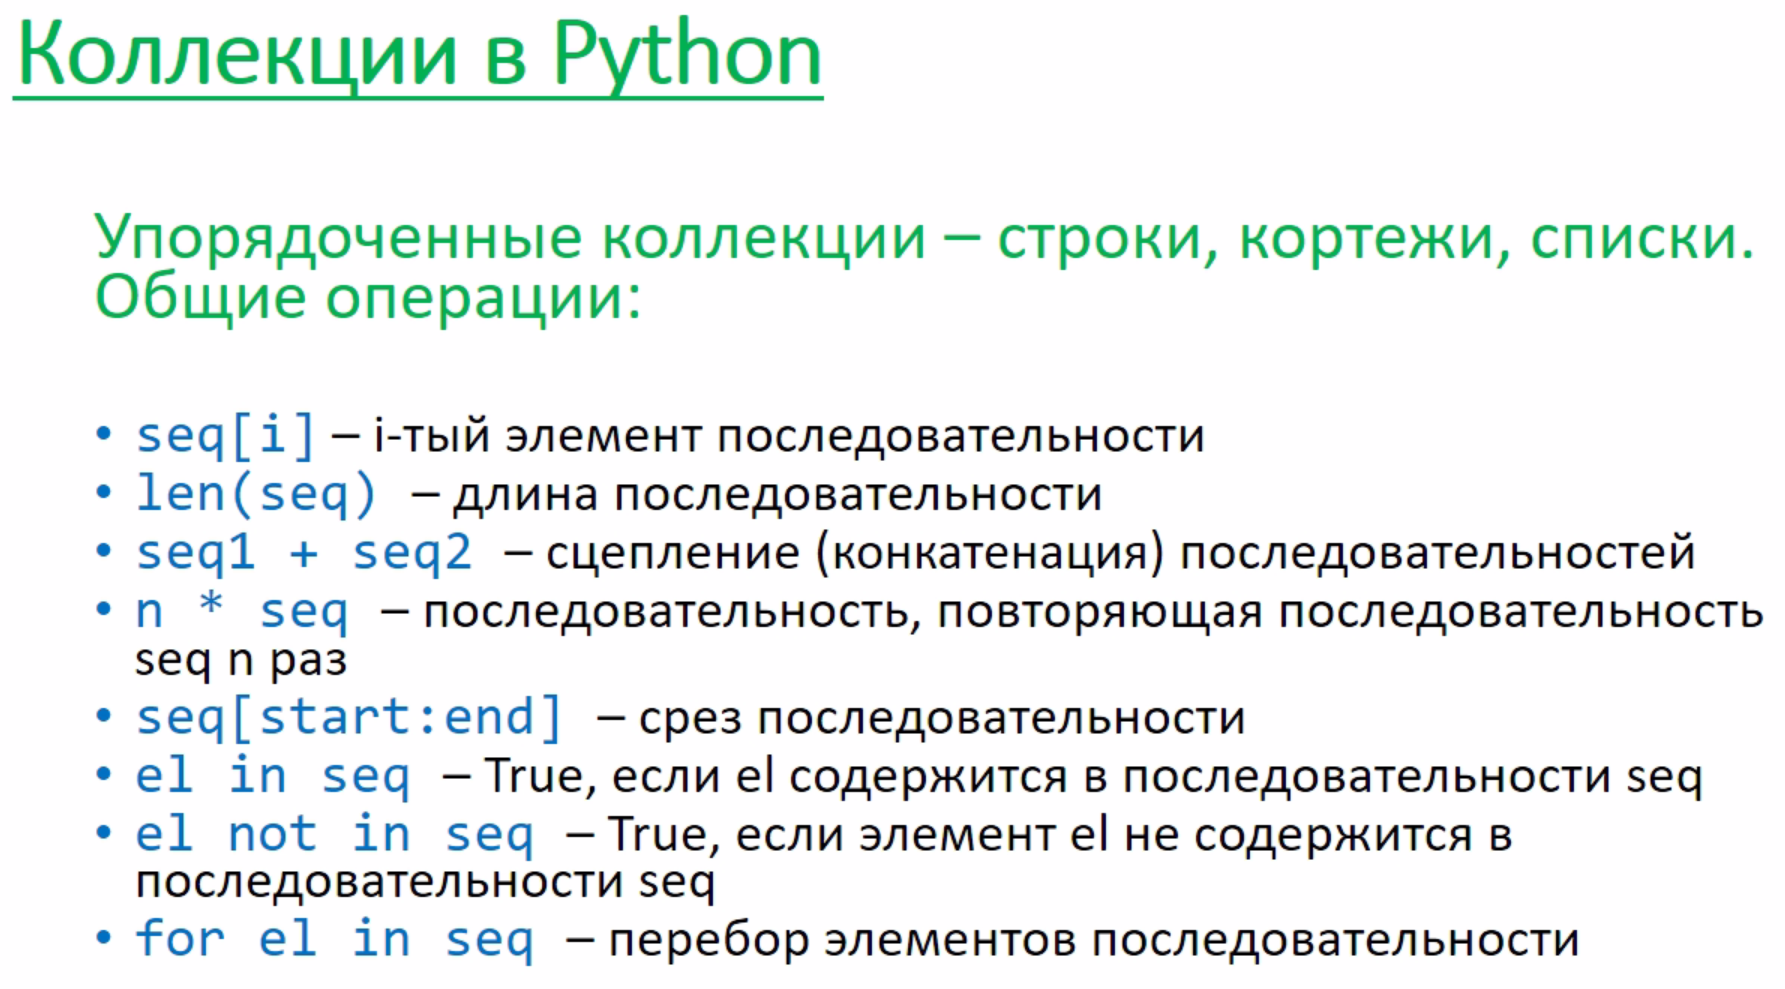 Коллекции в Python
Упорядоченные коллекции – строки, кортежи, списки.
Общие операции:
• seq[i] – i-тый элемент последовательности
• len(seq) – длина последовательности
• seq1 + seq2 – сцепление (конкатенация) последовательностей
• n * seq – последовательность, повторяющая последовательность
seq n раз
• seq[start:end] – срез последовательности
• el in seq – True, если el содержится в последовательности seq
• el not in seq – True, если элемент el не содержится в
последовательности seq
• for el in seq – перебор элементов последовательности